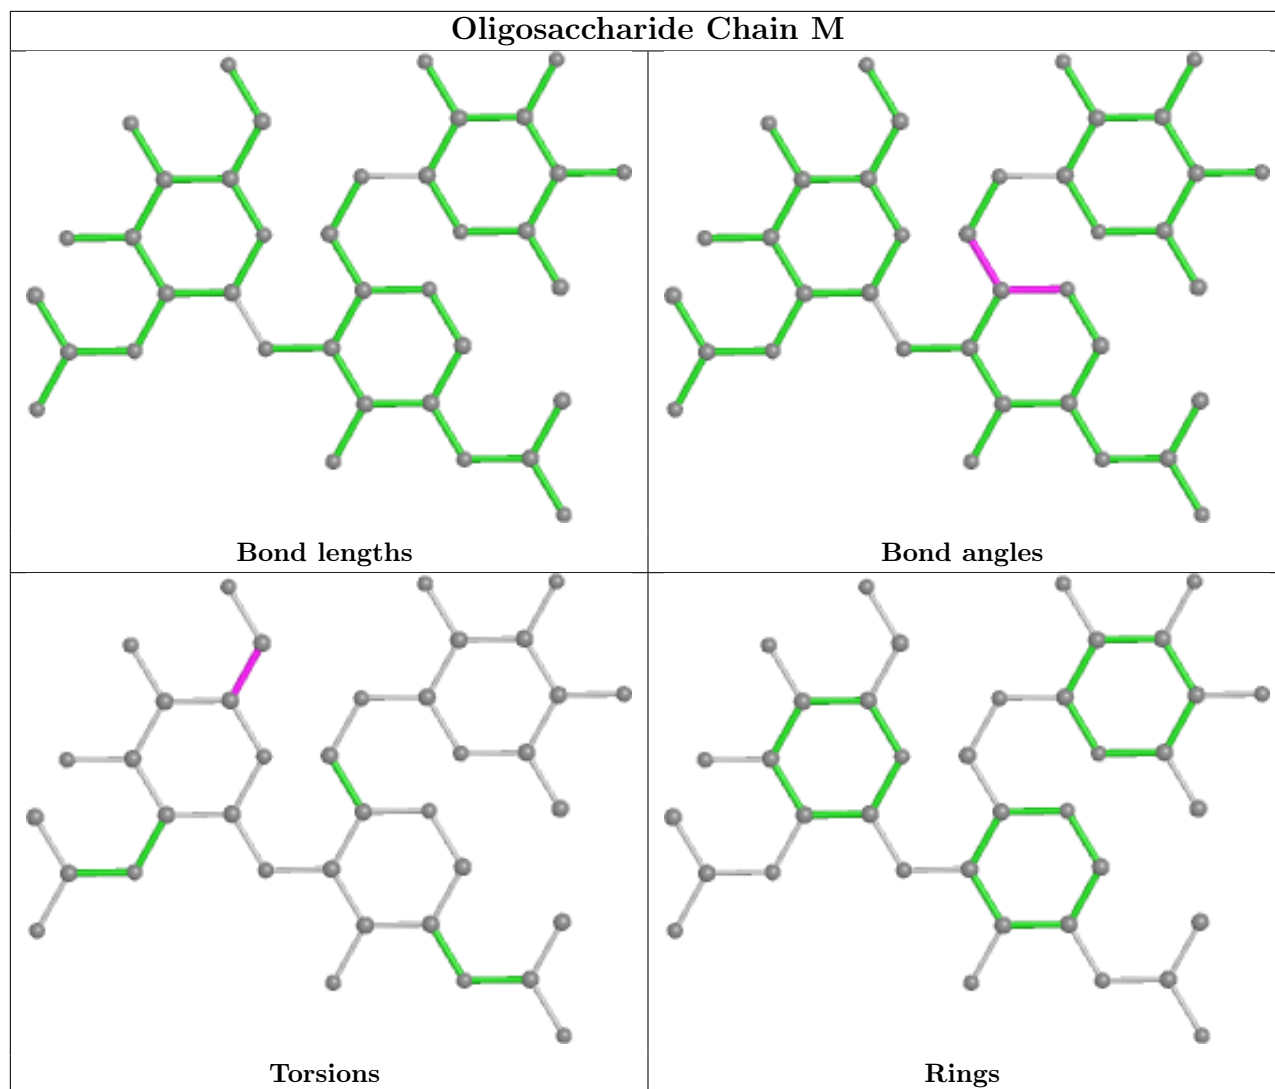 Oligosaccharide Chain M
Bond lengths
Bond angles
Torsions
Rings